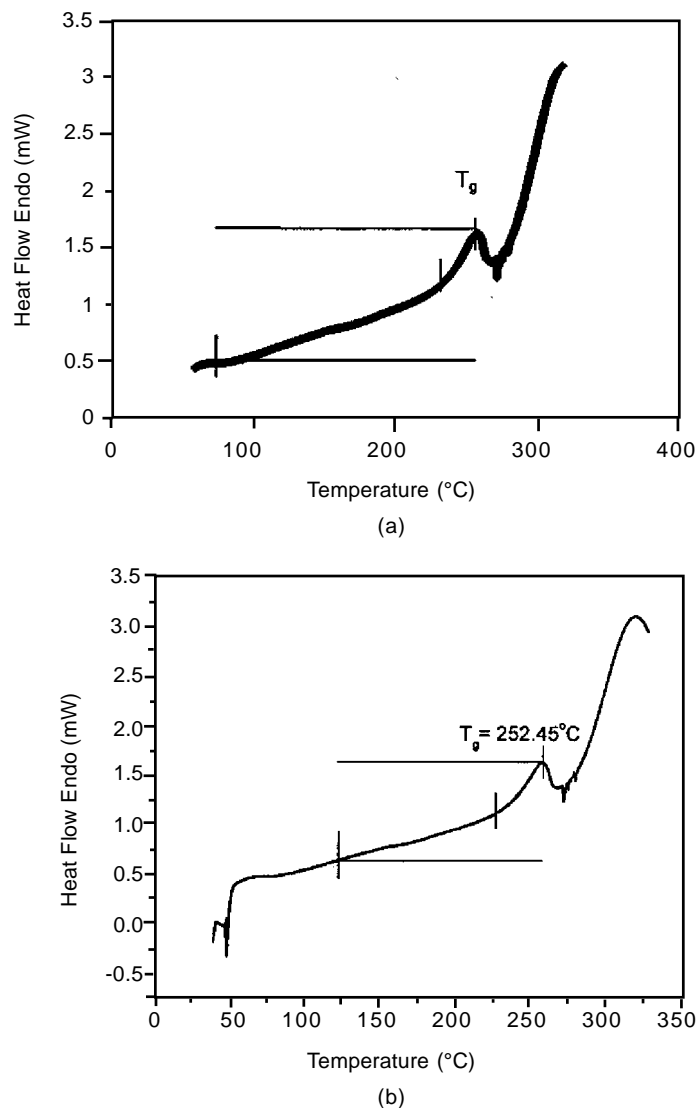 3.5
3
2.5
2
1.5
1
0.5
0
Heat Flow Endo (mW)
Tg
0 100 200 300 400
Temperature (°C)
(a)
3.5
3.0
2.5
2.0
1.5
1.0
0.5
0.0
-0.5
Heat Flow Endo (mW)
Tg= 252.45°C
0 50 100 150 200 250 300 350
Temperature (°C)
(b)